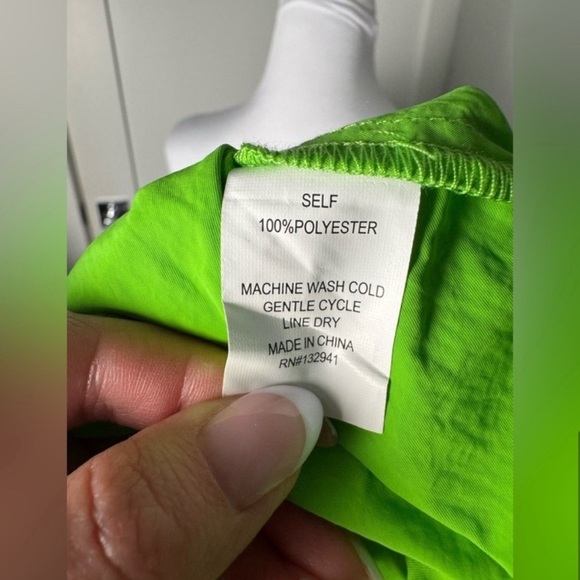 SELF
100%POLYESTER
MACHINE WASH COLD
GENTLE CYCLE
LINE DRY
MADE IN CHINA
RN#132941